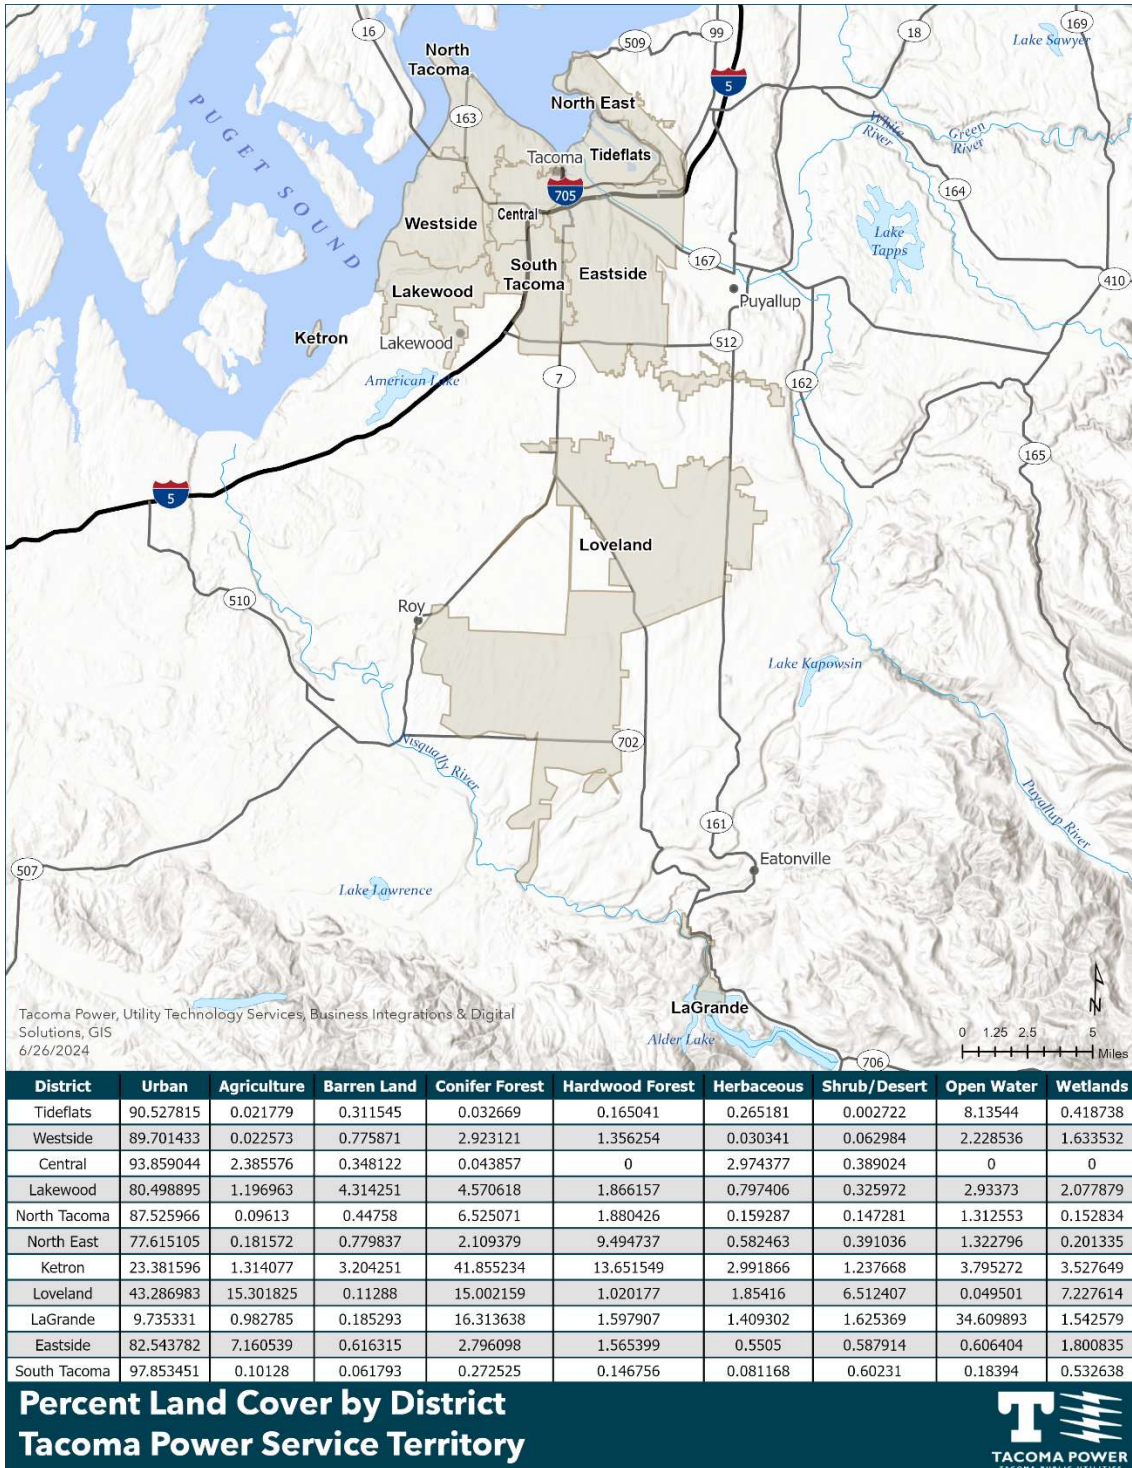 16
North
Tacoma
509
99
18
169
Lake Sawyer
5
North East
163
White
River
Green
River
PUGET SOUND
Tacoma
Tideflats
705
164
Westside
Central
Lake
Tapps
South
Tacoma
Eastside
167
410
Lakewood
Puyallup
Ketron
Lakewood
512
American Lake
7
162
165
5
Loveland
510
Roy
Lake Kapowsin
702
Nisqually River
Puyallup River
161
Eatonville
507
Lake Lawrence
LaGrande
N
Tacoma Power, Utility Technology Services, Business Integrations & Digital
Solutions, GIS
6/26/2024
Alder Lake
706
0 1.25 2.5 5
Miles
District Urban Agriculture Barren Land Conifer Forest Hardwood Forest Herbaceous Shrub/Desert Open Water Wetlands
Tideflats 90.527815 0.021779 0.311545 0.032669 0.165041 0.265181 0.002722 8.13544 0.418738
Westside 89.701433 0.022573 0.775871 2.923121 1.356254 0.030341 0.062984 2.228536 1.633532
Central 93.859044 2.385576 0.348122 0.043857 0 2.974377 0.389024 0 0
Lakewood 80.498895 1.196963 4.314251 4.570618 1.866157 0.797406 0.325972 2.93373 2.077879
North Tacoma 87.525966 0.09613 0.44758 6.525071 1.880426 0.159287 0.147281 1.312553 0.152834
North East 77.615105 0.181572 0.779837 2.109379 9.494737 0.582463 0.391036 1.322796 0.201335
Ketron 23.381596 1.314077 3.204251 41.855234 13.651549 2.991866 1.237668 3.795272 3.527649
Loveland 43.286983 15.301825 0.11288 15.002159 1.020177 1.85416 6.512407 0.049501 7.227614
LaGrande 9.735331 0.982785 0.185293 16.313638 1.597907 1.409302 1.625369 34.609893 1.542579
Eastside 82.543782 7.160539 0.616315 2.796098 1.565399 0.5505 0.587914 0.606404 1.800835
South Tacoma 97.853451 0.10128 0.061793 0.272525 0.146756 0.081168 0.60231 0.18394 0.532638
Percent Land Cover by District
Tacoma Power Service Territory
T
TACOMA POWER
TACOMA PUBLIC UTILITIES